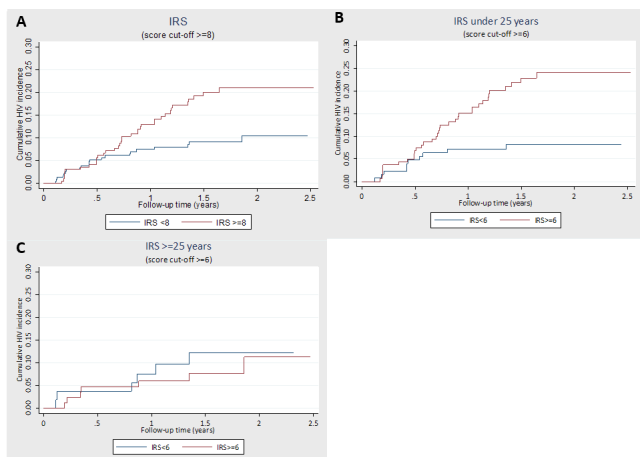 A
IRS
(score cut-off >=8)
Cumulative HIV incidence
0.00 0.05 0.10 0.15 0.20 0.25 0.30
0 .5 1 1.5 2 2.5
Follow-up time (years)
IRS <8 IRS >=8
B
IRS under 25 years
(score cut-off >=6)
Cumulative HIV incidence
0.00 0.05 0.10 0.15 0.20 0.25 0.30
0 .5 1 1.5 2 2.5
Follow-up time (years)
IRS<6 IRS>=6
C
IRS >=25 years
(score cut-off >=6)
Cumulative HIV incidence
0.00 0.05 0.10 0.15 0.20 0.25 0.30
0 .5 1 1.5 2 2.5
Follow-up time (years)
IRS<6 IRS>=6